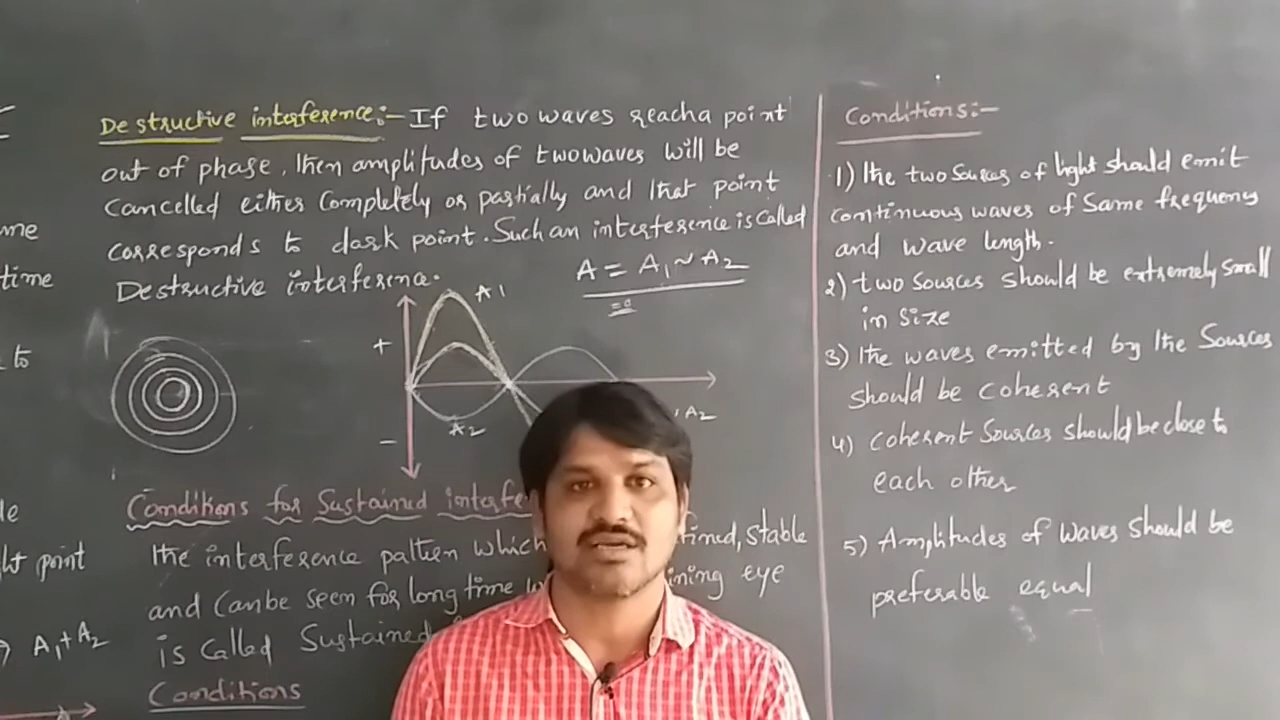 me
time
to
le
ht point
A1 + A2
Destructive interference:- If two waves reach a point
out of phase, then amplitudes of two waves will be
cancelled either completely or partially and that point
corresponds to dark point. Such an interference is called
Destructive interference.
A = A1 ~ A2
=0
A1
+
-
A2
A2
Conditions for Sustained interfe
The interference pattern which tined, stable
and can be seen for long time ining eye
is called Sustained
Conditions
Conditions:-
1) The two sources of light should emit
continuous waves of same frequency
and wave length.
2) two sources should be extremely small
in size
3) The waves emitted by the sources
should be coherent
4) coherent sources should be close to
each other
5) Amplitudes of waves should be
preferable equal